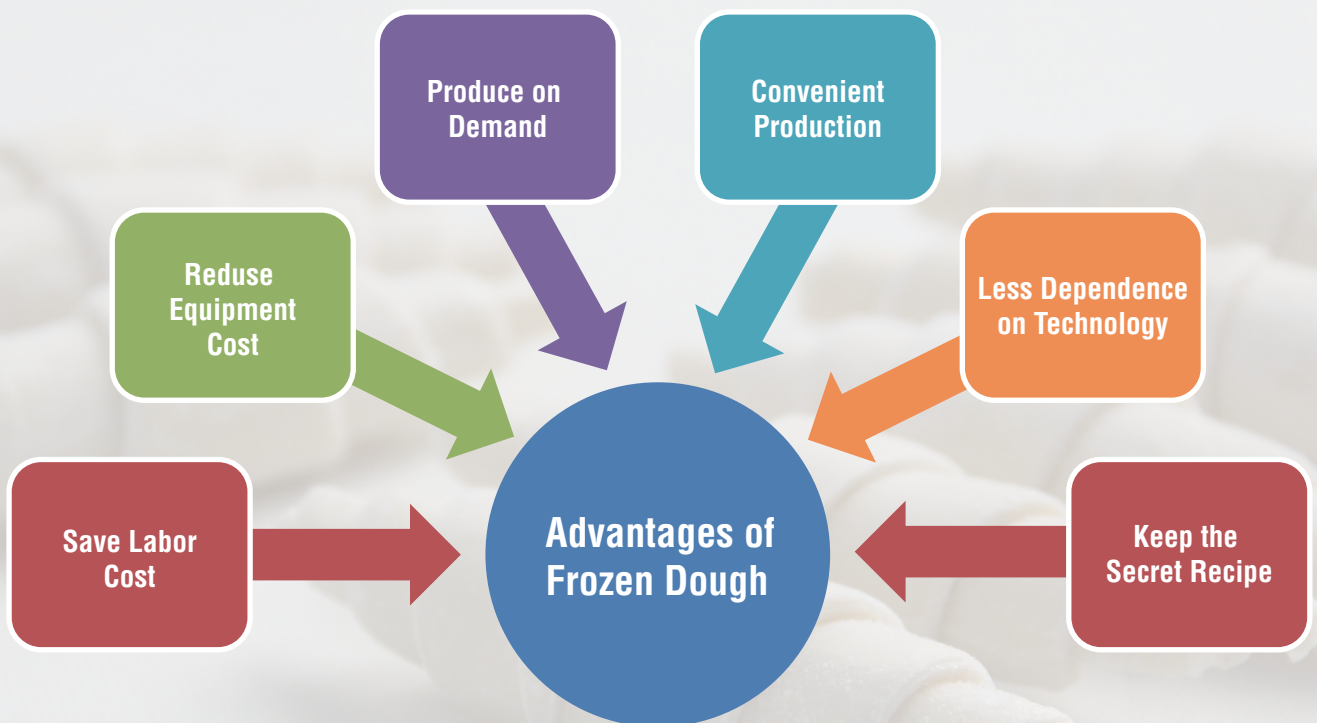 Produce on
Demand
Convenient
Production
Reduse
Equipment
Cost
Less Dependence
on Technology
Save Labor
Cost
Advantages of
Frozen Dough
Keep the
Secret Recipe